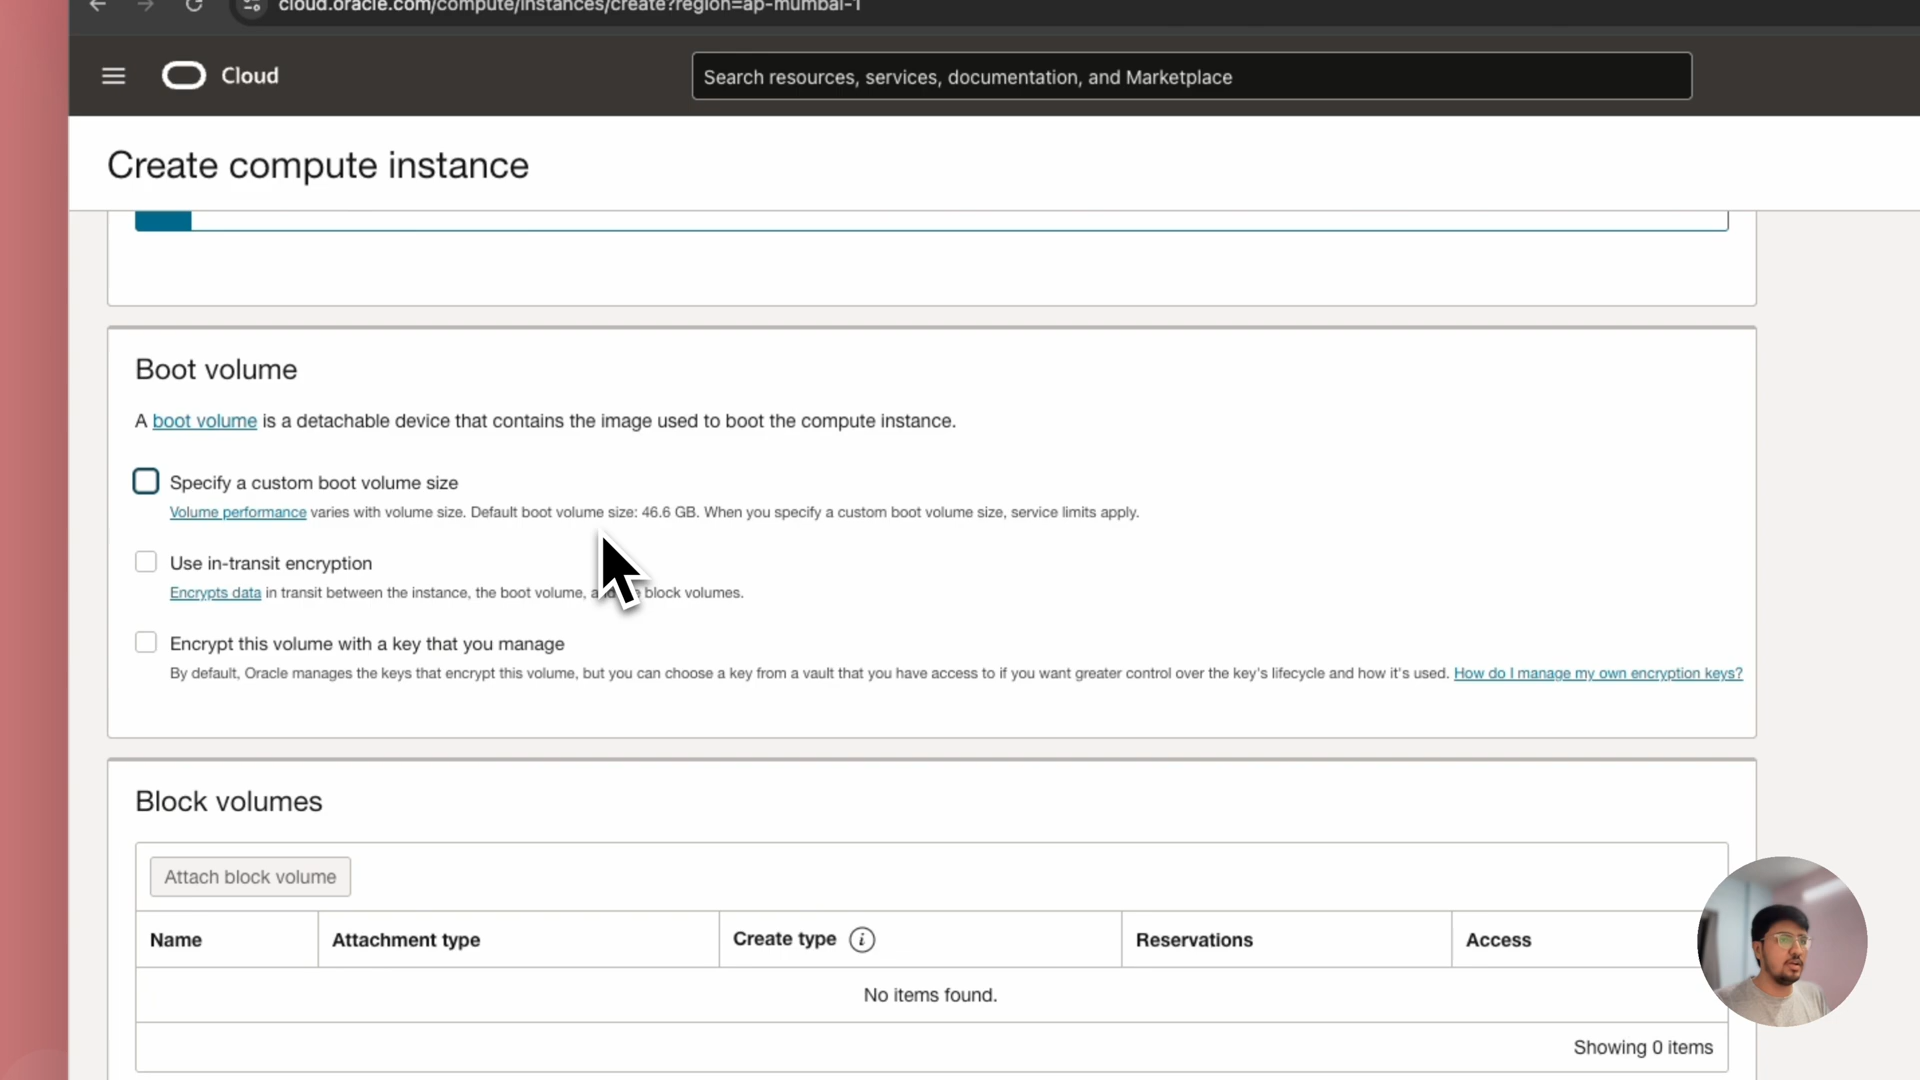 cloud.oracle.com/compute/instances/create?region=ap-mumbai-1
Cloud
Search resources, services, documentation, and Marketplace
Create compute instance
Boot volume
A boot volume is a detachable device that contains the image used to boot the compute instance.
Specify a custom boot volume size
Volume performance varies with volume size. Default boot volume size: 46.6 GB. When you specify a custom boot volume size, service limits apply.
Use in-transit encryption
Encrypts data in transit between the instance, the boot volume, block volumes.
Encrypt this volume with a key that you manage
By default, Oracle manages the keys that encrypt this volume, but you can choose a key from a vault that you have access to if you want greater control over the key's lifecycle and how it's used. How do I manage my own encryption keys?
Block volumes
Attach block volume
Name Attachment type Create type i Reservations Access
No items found.
Showing 0 items